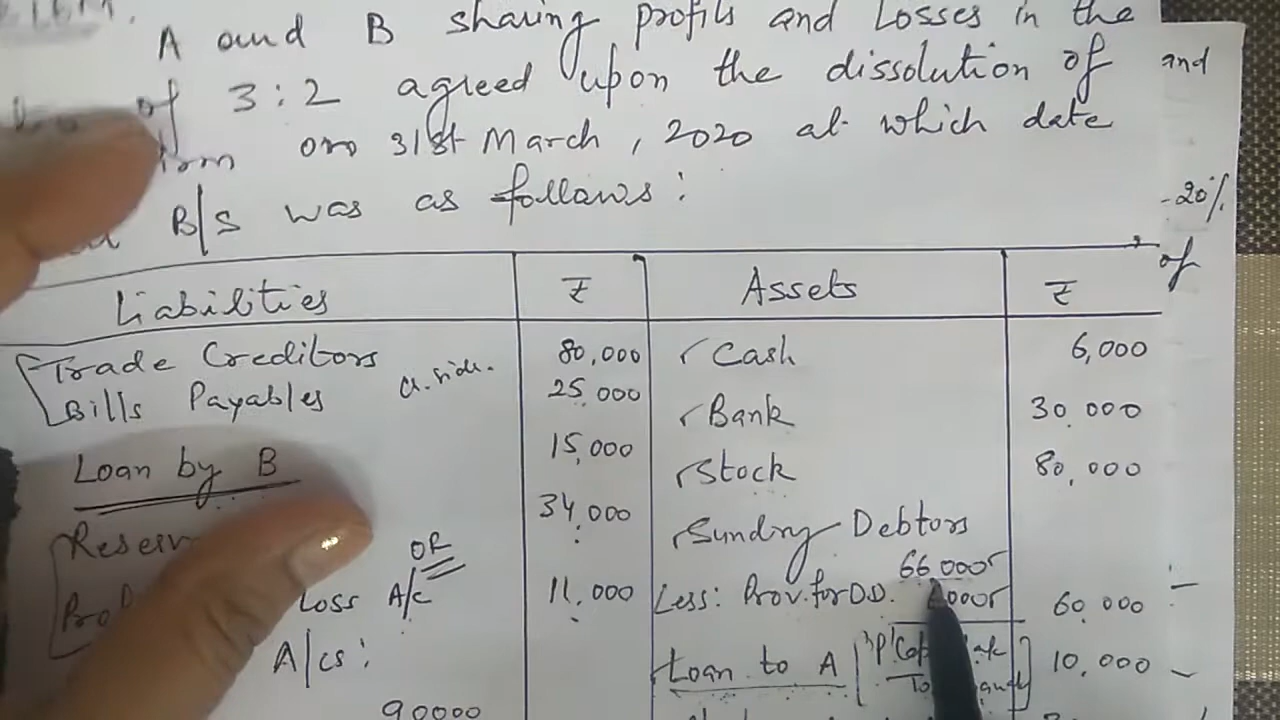 A and B sharing profits and Losses in the
of 3:2 agreed upon the dissolution of and
on 31st March, 2020 at which date
B/S was as follows:
-20%
of
Liabilities ₹ Assets ₹
Trade Creditors 80,000 Cash 6,000
Bills Payables 25,000 Bank 30,000
Loan by B 15,000 Stock 80,000
34,000 Sundry Debtors
OR 66000
Loss A/c 11,000 Less: Prov. for D.D. 60,000
A/cs: Loan to A 10,000
90000